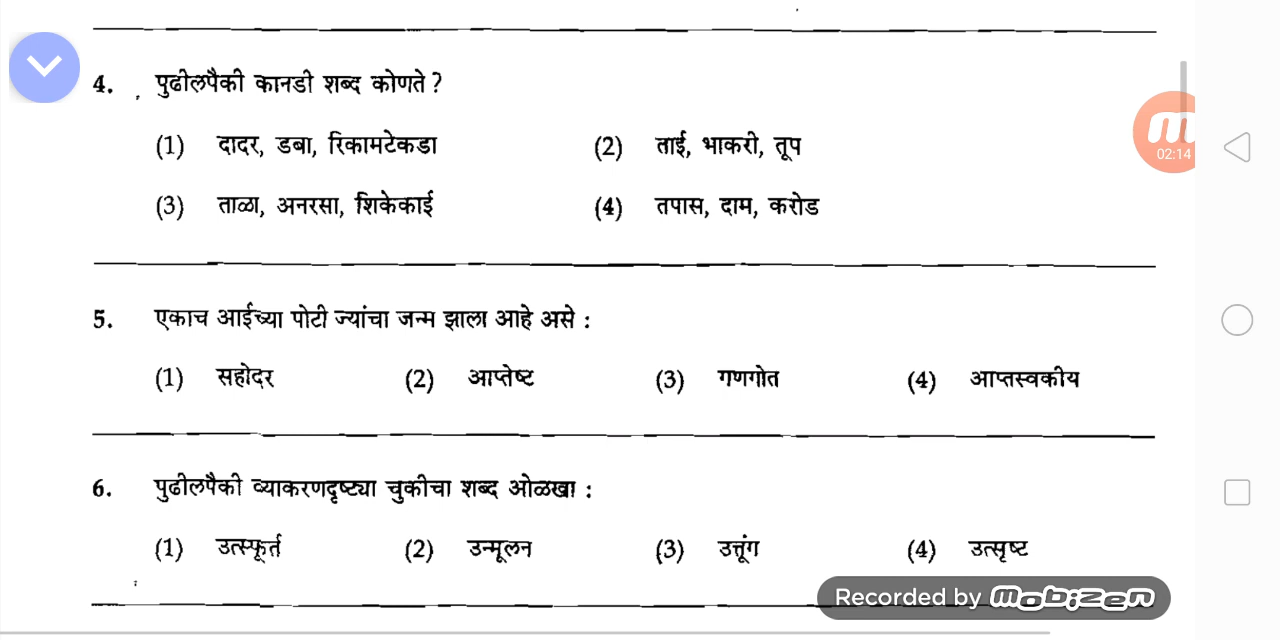 4. पुढीलपैकी कानडी शब्द कोणते ?
(1) दादर, डबा, रिकामटेकडा (2) ताई, भाकरी, तूप
02:14
(3) ताळा, अनरसा, शिकेकाई (4) तपास, दाम, करोड
5. एकाच आईच्या पोटी ज्यांचा जन्म झाला आहे असे :
(1) सहोदर (2) आप्तेष्ट (3) गणगोत (4) आप्तस्वकीय
6. पुढीलपैकी व्याकरणदृष्ट्या चुकीचा शब्द ओळखा :
(1) उत्स्फूर्त (2) उन्मूलन (3) उत्तूंग (4) उत्सृष्ट
Recorded by mobizen